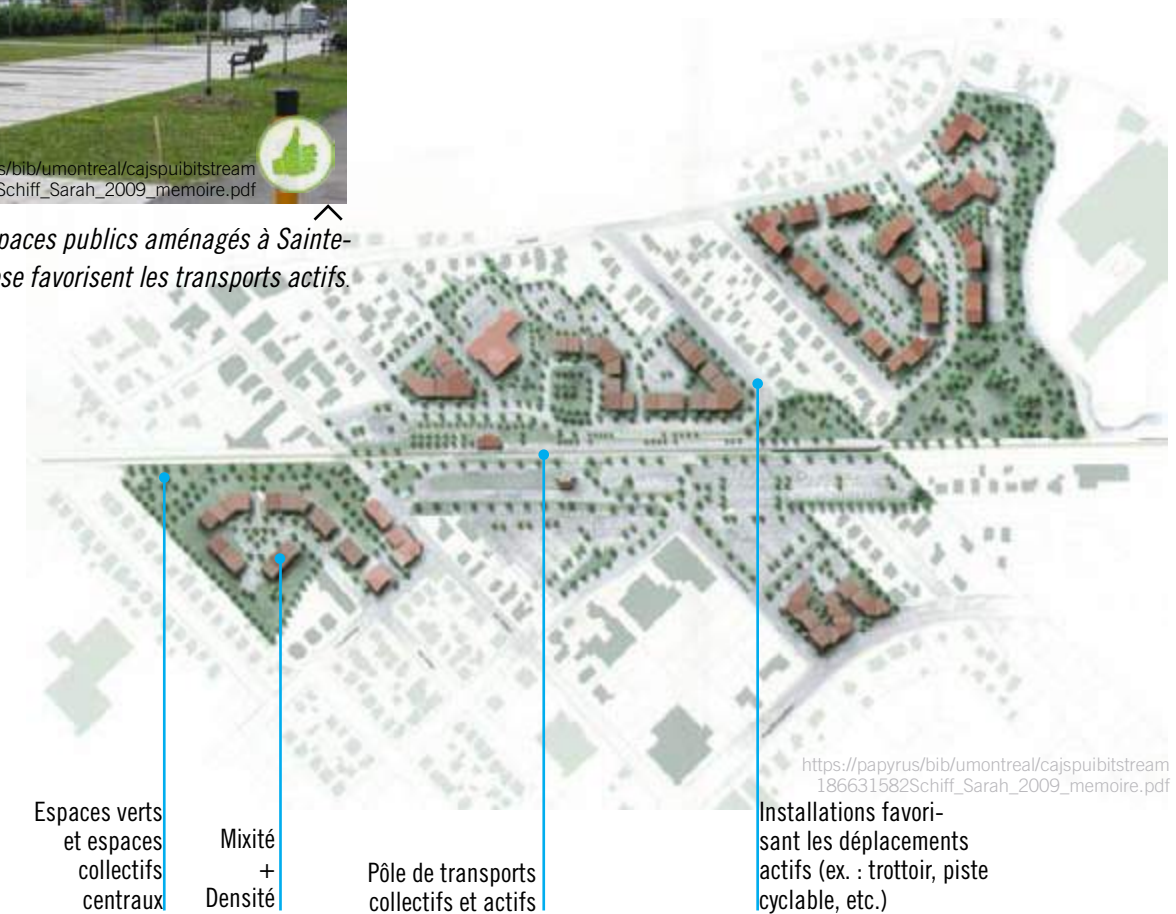 s/bib/umontreal/cajspuibitstream
Schiff_Sarah_2009_memoire.pdf
paces publics aménagés à Sainte-
se favorisent les transports actifs.
https://papyrus/bib/umontreal/cajspuibitstream
186631582Schiff_Sarah_2009_memoire.pdf
Espaces verts
et espaces
collectifs
centraux
Mixité
+
Densité
Pôle de transports
collectifs et actifs
Installations favori-
sant les déplacements
actifs (ex. : trottoir, piste
cyclable, etc.)